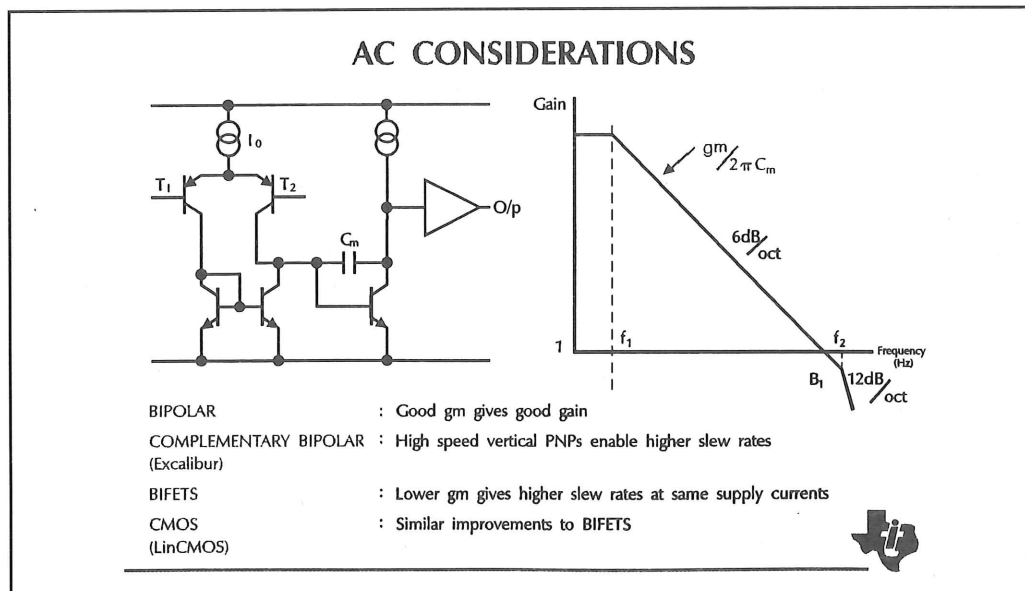 AC CONSIDERATIONS
I₀
T₁
T₂
Cm
O/p
Gain
gm/2πCm
6dB/oct
1
f₁
f₂
Frequency
(Hz)
B₁
12dB/oct
BIPOLAR : Good gm gives good gain
COMPLEMENTARY BIPOLAR : High speed vertical PNPs enable higher slew rates
(Excalibur)
BIFETS : Lower gm gives higher slew rates at same supply currents
CMOS : Similar improvements to BIFETS
(LinCMOS)